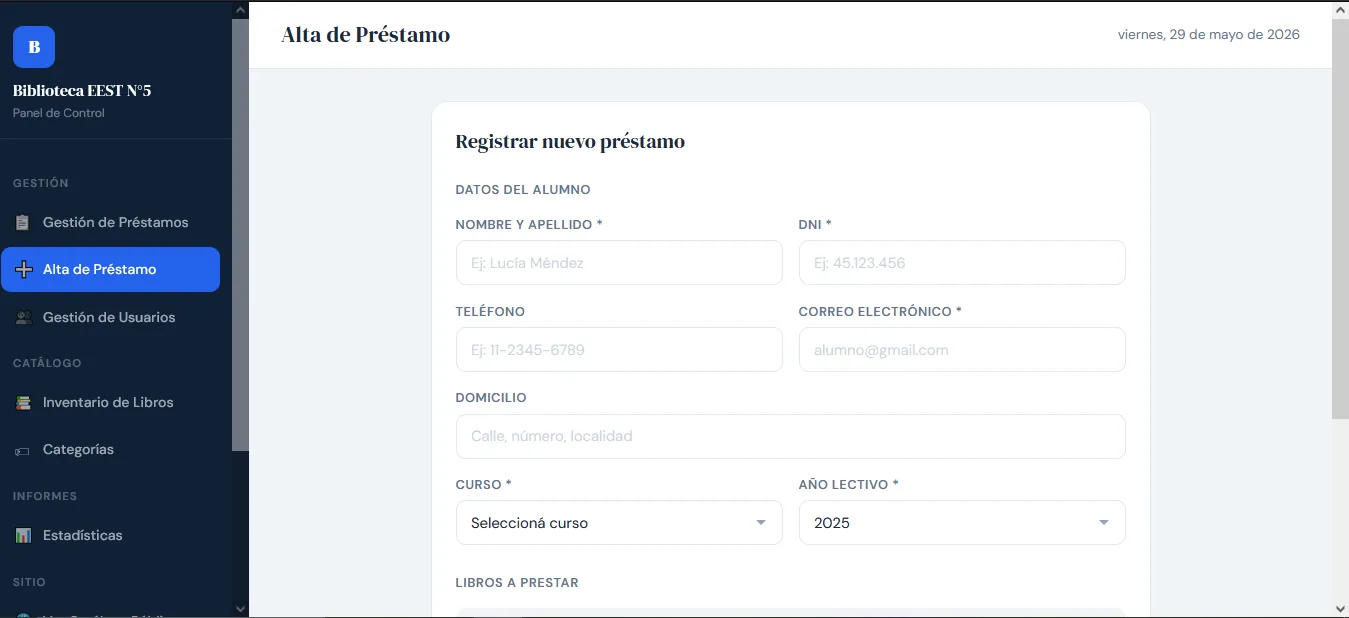 B
Biblioteca EEST N°5
Panel de Control
GESTIÓN
Gestión de Préstamos
Alta de Préstamo
Gestión de Usuarios
CATÁLOGO
Inventario de Libros
Categorías
INFORMES
Estadísticas
SITIO
Alta de Préstamo
viernes, 29 de mayo de 2026
Registrar nuevo préstamo
DATOS DEL ALUMNO
NOMBRE Y APELLIDO * DNI *
Ej: Lucía Méndez Ej: 45.123.456
TELÉFONO CORREO ELECTRÓNICO *
Ej: 11-2345-6789 alumno@gmail.com
DOMICILIO
Calle, número, localidad
CURSO * AÑO LECTIVO *
Seleccioná curso 2025
LIBROS A PRESTAR